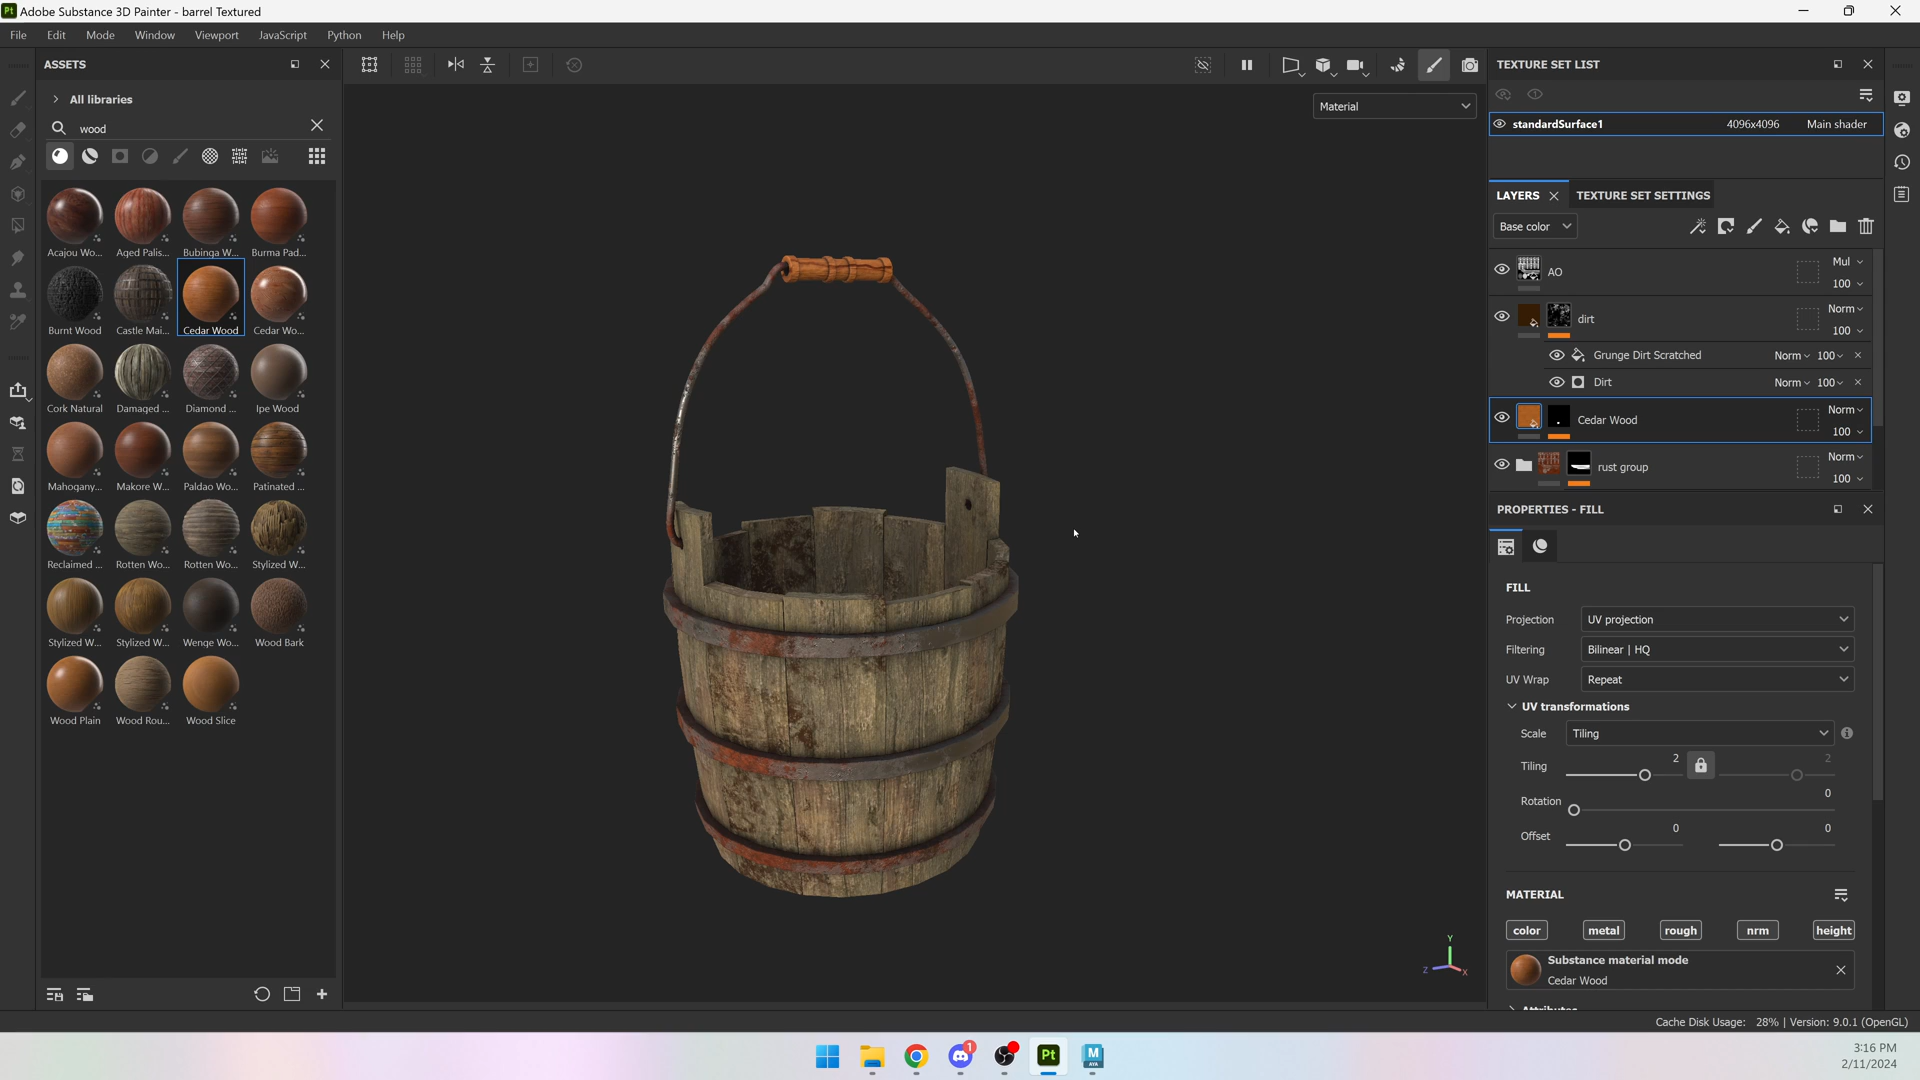 Pt Adobe Substance 3D Painter - barrel Textured
File Edit Mode Window Viewport JavaScript Python Help
ASSETS
All libraries
wood
Acajou Wo... Aged Palis... Bubinga W... Burma Pad...
Burnt Wood Castle Mai... Cedar Wood Cedar Wo...
Cork Natural Damaged ... Diamond ... Ipe Wood
Mahogany... Makore W... Paldao Wo... Patinated ...
Reclaimed ... Rotten Wo... Rotten Wo... Stylized W...
Stylized W... Stylized W... Wenge Wo... Wood Bark
Wood Plain Wood Rou... Wood Slice
Material
Y
Z X
TEXTURE SET LIST
standardSurface1 4096x4096 Main shader
LAYERS TEXTURE SET SETTINGS
Base color
AO Mul
100
dirt Norm
100
Grunge Dirt Scratched Norm 100
Dirt Norm 100
Cedar Wood Norm
100
rust group Norm
100
PROPERTIES - FILL
FILL
Projection UV projection
Filtering Bilinear | HQ
UV Wrap Repeat
UV transformations
Scale Tiling
Tiling 2 2
Rotation 0
Offset 0 0
MATERIAL
color metal rough nrm height
Substance material mode
Cedar Wood
Attributes
Cache Disk Usage: 28% | Version: 9.0.1 (OpenGL)
1
Pt
M
3:16 PM
2/11/2024